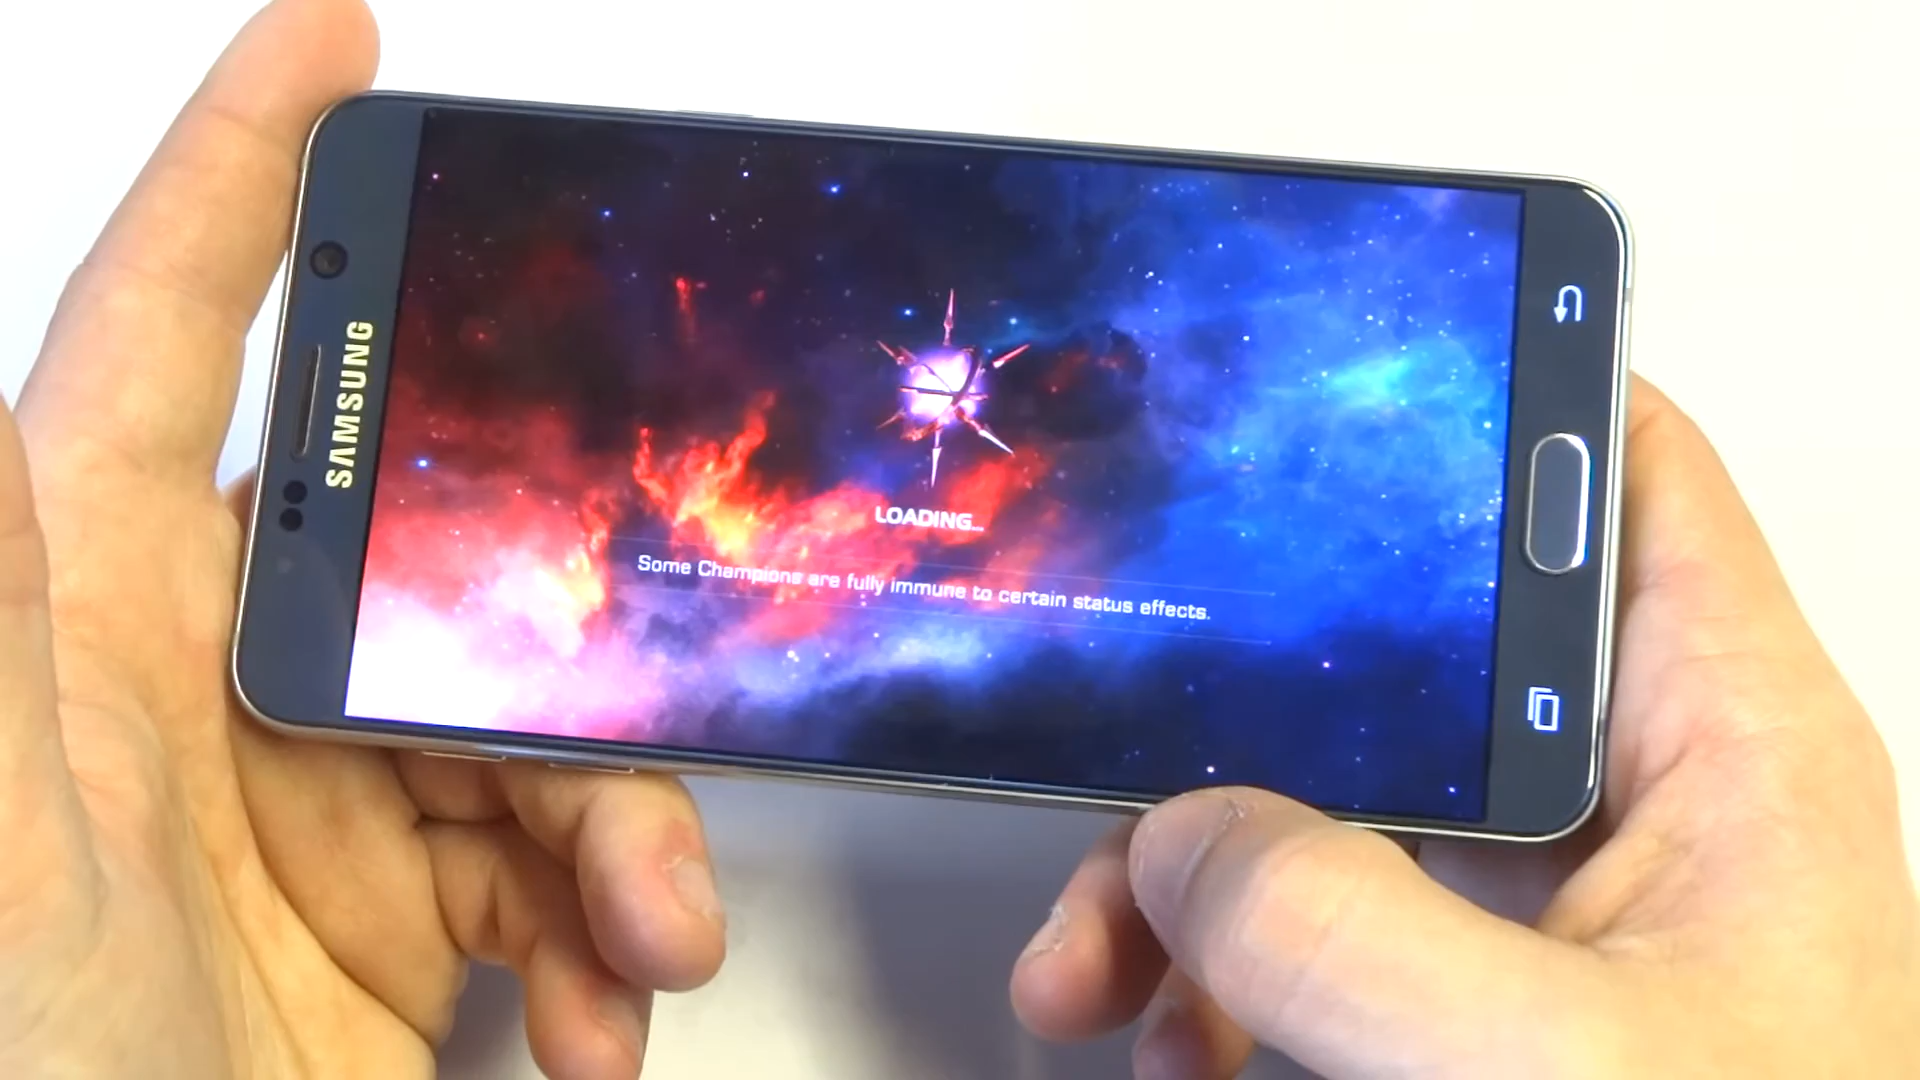 SAMSUNG
LOADING...
Some Champions are fully immune to certain status effects.